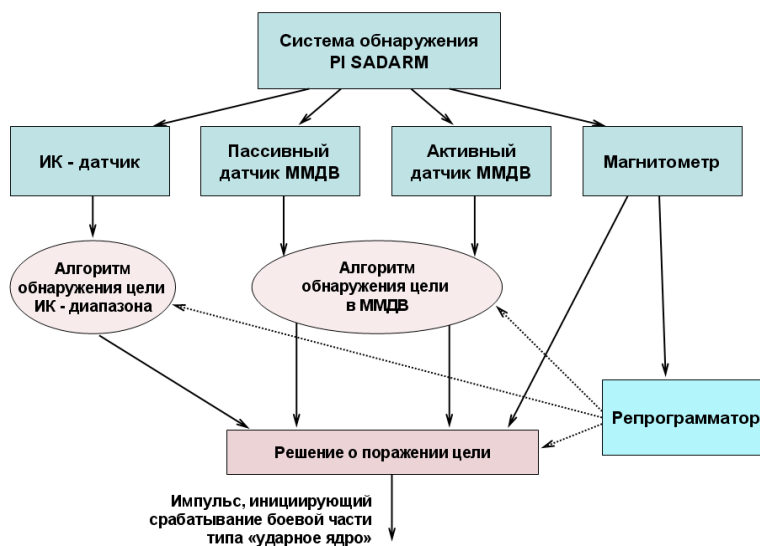 Система обнаружения
PI SADARM
ИК - датчик
Пассивный
датчик ММДВ
Активный
датчик ММДВ
Магнитометр
Алгоритм
обнаружения цели
ИК - диапазона
Алгоритм
обнаружения цели
в ММДВ
Репрограмматор
Решение о поражении цели
Импульс, инициирующий
срабатывание боевой части
типа «ударное ядро»